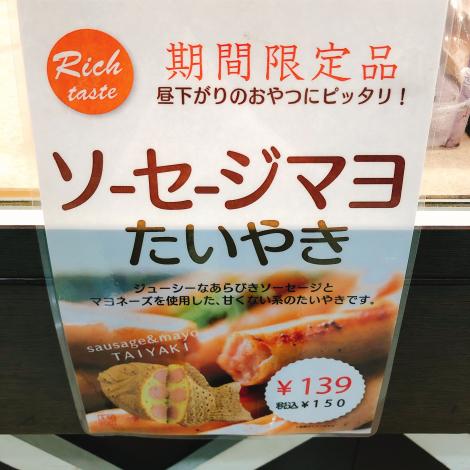 Rich
taste
期間限定品
昼下がりのおやつにピッタリ！
ソーセージマヨ
たいやき
ジューシーなあらびきソーセージと
マヨネーズを使用した、甘くない系のたいやきです。
sausage&mayo
TAIYAKI
￥139
税込￥150